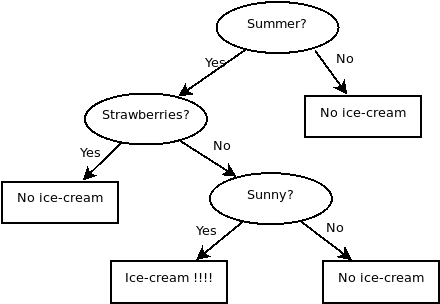 Summer?
Yes
No
Strawberries?
No ice-cream
Yes
No
No ice-cream
Sunny?
Yes
No
Ice-cream !!!!
No ice-cream